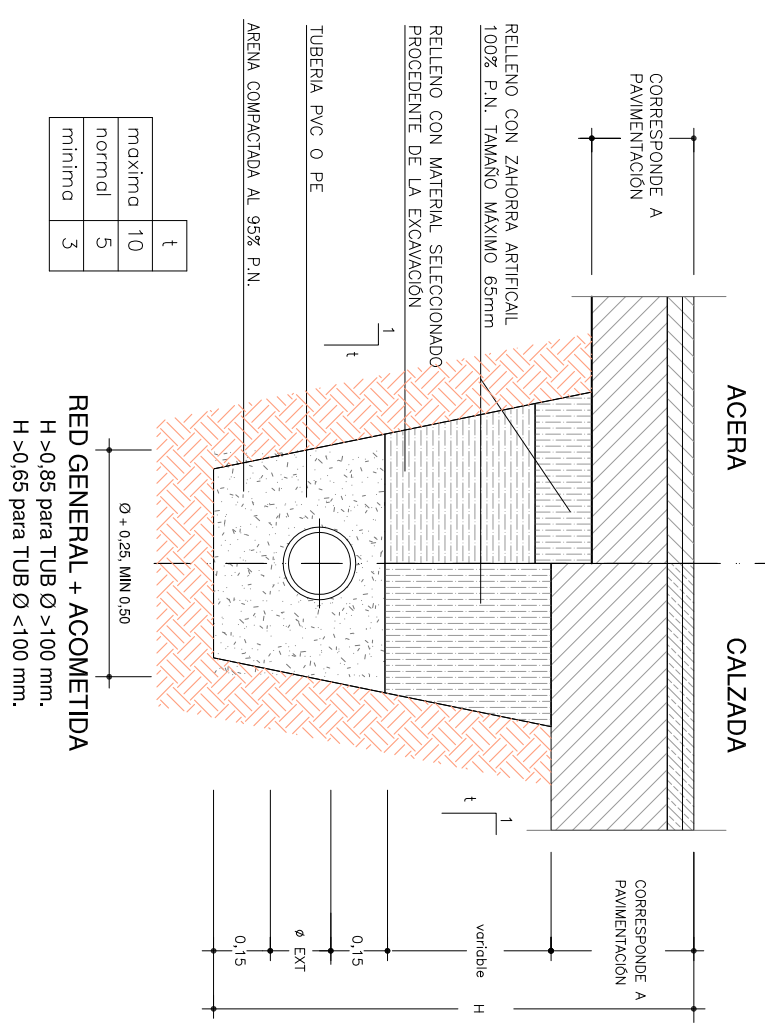 ACERA
CALZADA
CORRESPONDE A
PAVIMENTACIÓN
RELLENO CON ZAHORRA ARTIFICAIL
100% P.N. TAMAÑO MÁXIMO 65mm
RELLENO CON MATERIAL SELECCIONADO
PROCEDENTE DE LA EXCAVACIÓN
TUBERIA PVC O PE
ARENA COMPACTADA AL 95% P.N.
1
t
1
t
CORRESPONDE A
PAVIMENTACIÓN
variable
H
0,15
ø EXT
0,15
t
maxima 10
normal 5
minima 3
Ø + 0,25, MIN 0,50
RED GENERAL + ACOMETIDA
H >0,85 para TUB Ø >100 mm.
H >0,65 para TUB Ø <100 mm.